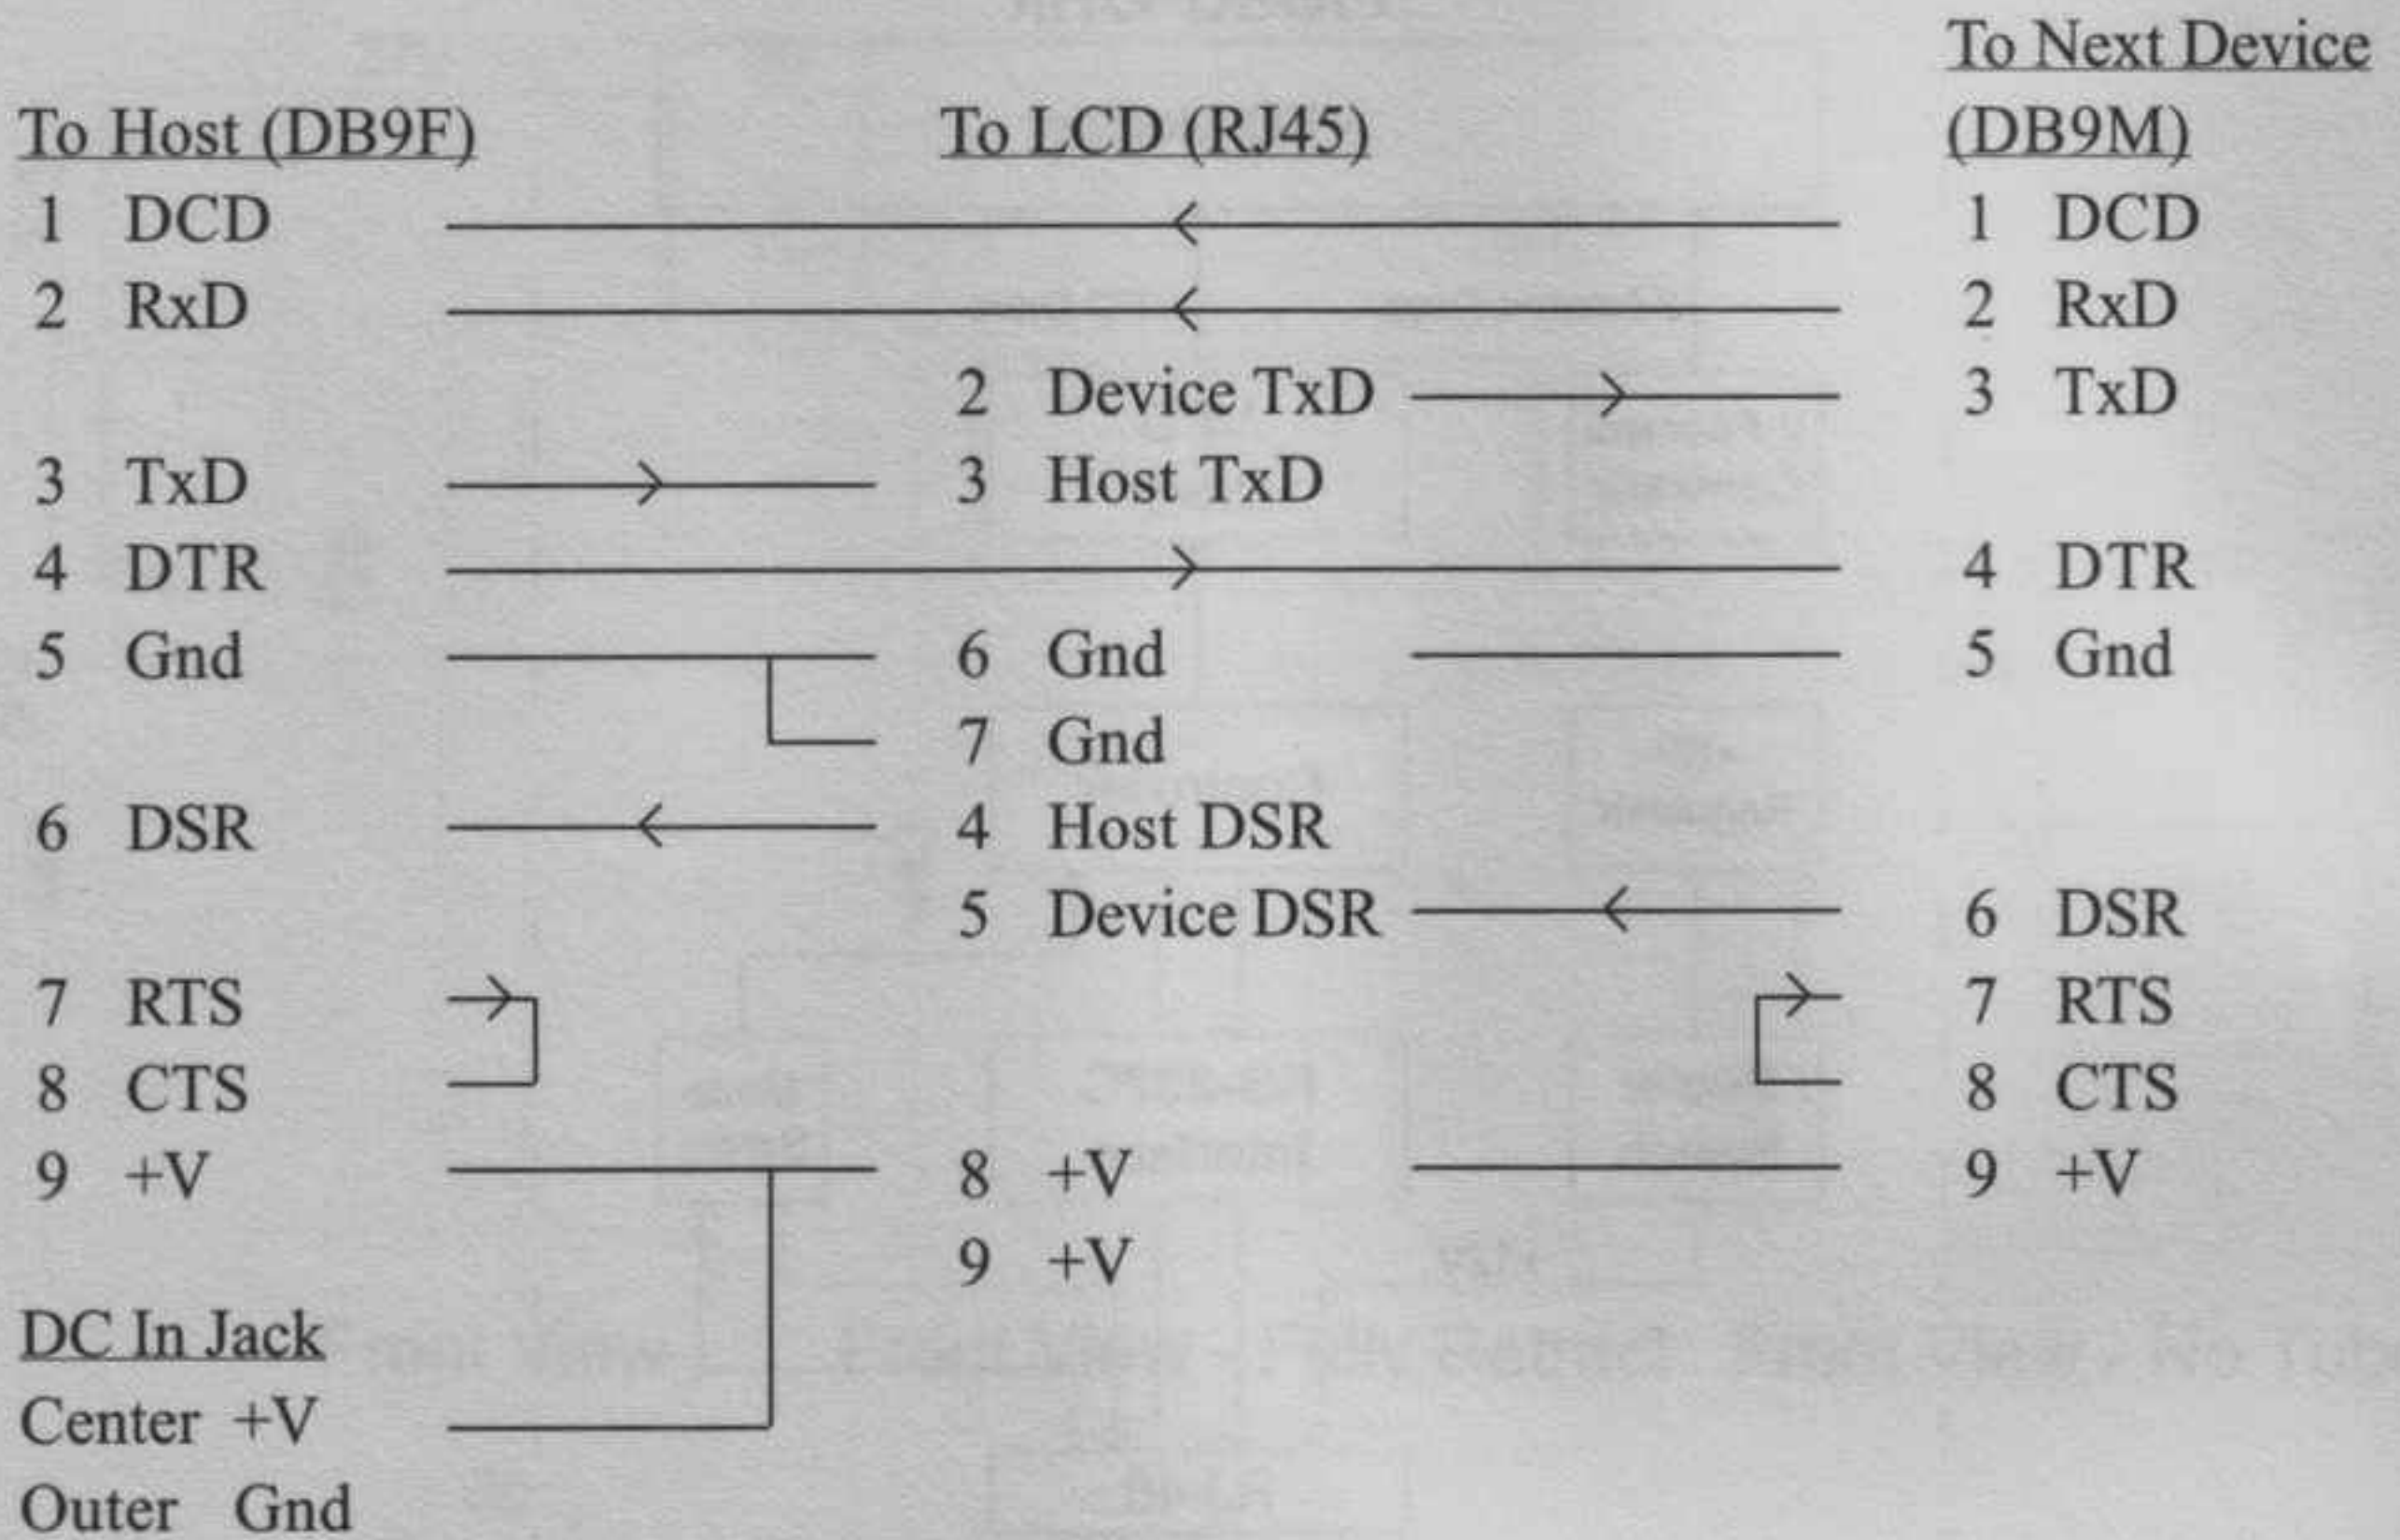 To Next Device
To Host (DB9F) To LCD (RJ45) (DB9M)
1 DCD 1 DCD
2 RxD 2 RxD
2 Device TxD 3 TxD
3 TxD 3 Host TxD
4 DTR 4 DTR
5 Gnd 6 Gnd 5 Gnd
7 Gnd
6 DSR 4 Host DSR
5 Device DSR 6 DSR
7 RTS 7 RTS
8 CTS 8 CTS
9 +V 8 +V 9 +V
9 +V
DC In Jack
Center +V
Outer Gnd